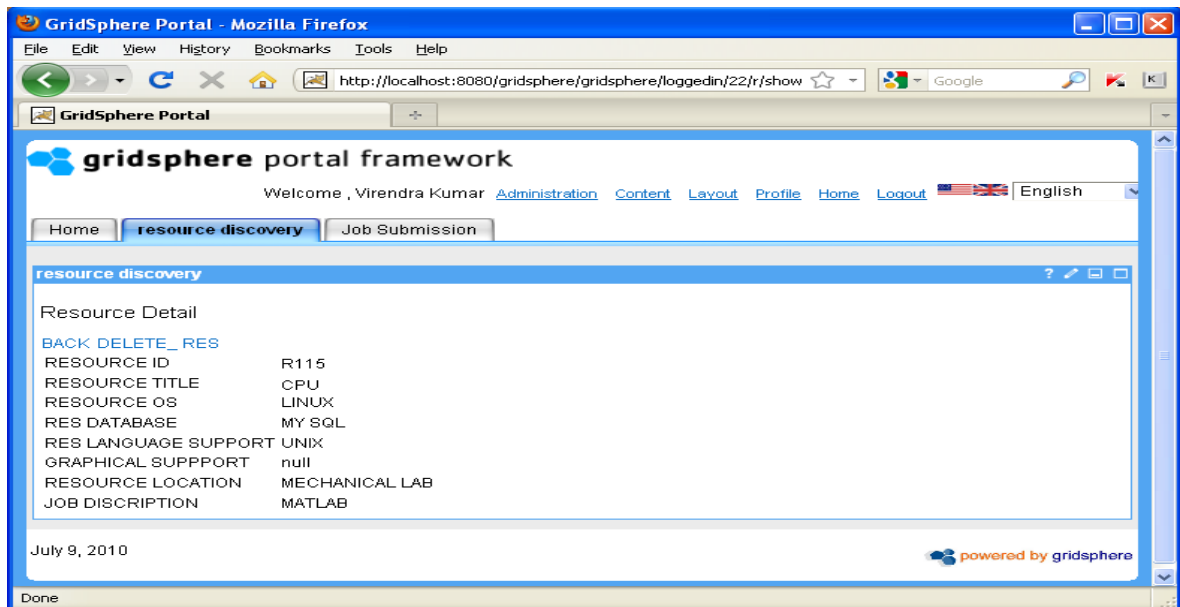 GridSphere Portal - Mozilla Firefox
File Edit View History Bookmarks Tools Help
http://localhost:8080/gridsphere/gridsphere/loggedin/22/r/show Google K
GridSphere Portal
gridsphere portal framework
Welcome , Virendra Kumar Administration Content Layout Profile Home Logout English
Home resource discovery Job Submission
resource discovery ?
Resource Detail
BACK DELETE_ RES
RESOURCE ID R115
RESOURCE TITLE CPU
RESOURCE OS LINUX
RES DATABASE MY SQL
RES LANGUAGE SUPPORT UNIX
GRAPHICAL SUPPPORT null
RESOURCE LOCATION MECHANICAL LAB
JOB DISCRIPTION MATLAB
July 9, 2010 powered by gridsphere
Done